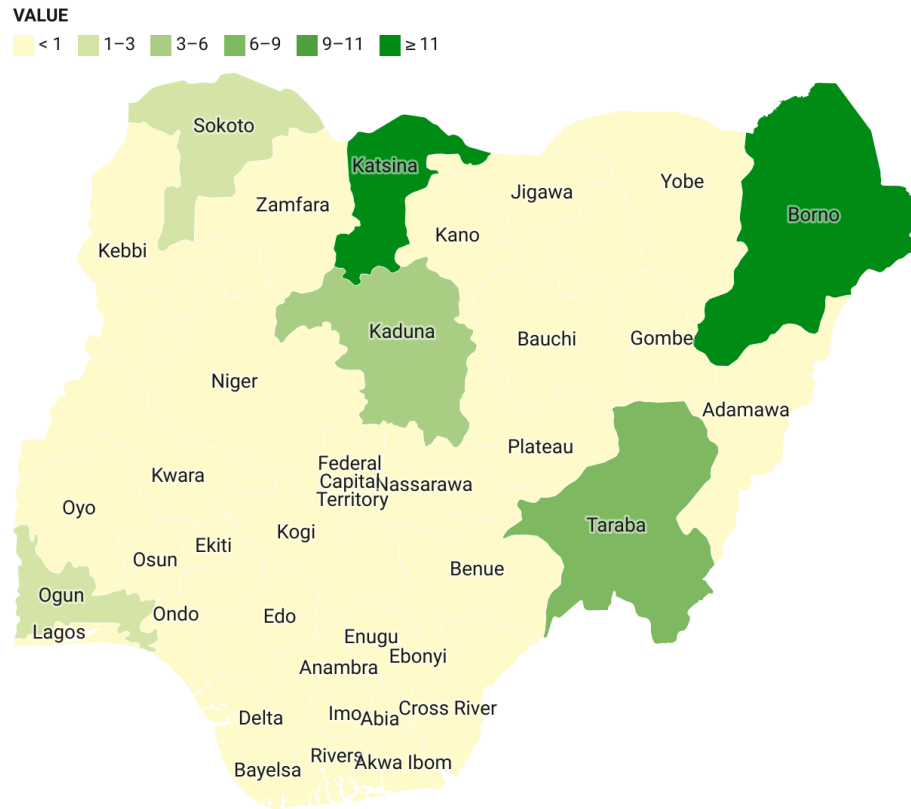 VALUE
< 1 1–3 3–6 6–9 9–11 ≥ 11
Sokoto
Katsina
Jigawa
Yobe
Zamfara
Borno
Kano
Kebbi
Kaduna
Bauchi
Gombe
Niger
Adamawa
Plateau
Federal
Capital
Territory
Nassarawa
Kwara
Oyo
Taraba
Kogi
Ekiti
Osun
Benue
Ogun
Ondo
Edo
Lagos
Enugu
Ebonyi
Anambra
Cross River
Imo
Abia
Delta
Rivers
Akwa Ibom
Bayelsa